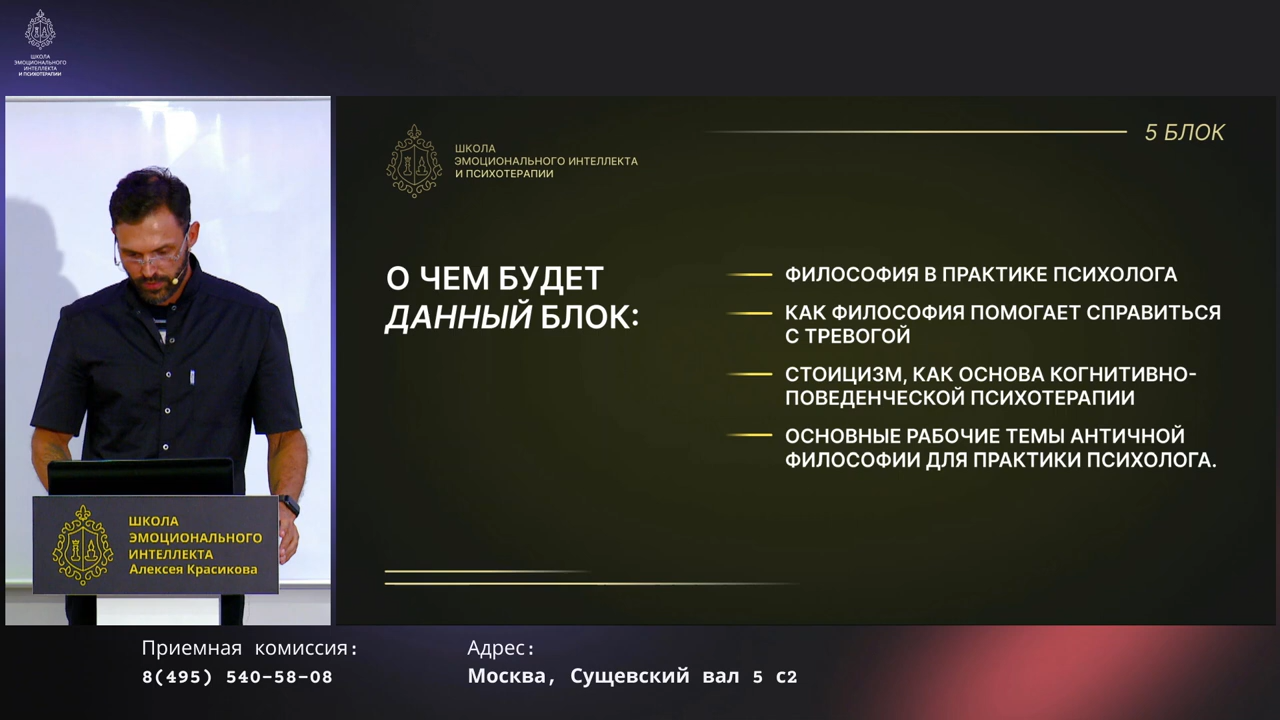 ШКОЛА
ЭМОЦИОНАЛЬНОГО
ИНТЕЛЛЕКТА
И ПСИХОТЕРАПИИ
ШКОЛА
ЭМОЦИОНАЛЬНОГО ИНТЕЛЛЕКТА
И ПСИХОТЕРАПИИ
5 БЛОК
О ЧЕМ БУДЕТ
ДАННЫЙ БЛОК:
ФИЛОСОФИЯ В ПРАКТИКЕ ПСИХОЛОГА
КАК ФИЛОСОФИЯ ПОМОГАЕТ СПРАВИТЬСЯ
С ТРЕВОГОЙ
СТОИЦИЗМ, КАК ОСНОВА КОГНИТИВНО-
ПОВЕДЕНЧЕСКОЙ ПСИХОТЕРАПИИ
ОСНОВНЫЕ РАБОЧИЕ ТЕМЫ АНТИЧНОЙ
ФИЛОСОФИИ ДЛЯ ПРАКТИКИ ПСИХОЛОГА.
ШКОЛА
ЭМОЦИОНАЛЬНОГО
ИНТЕЛЛЕКТА
Алексея Красикова
Приемная комиссия:
8(495) 540-58-08
Адрес:
Москва, Сущевский вал 5 с2